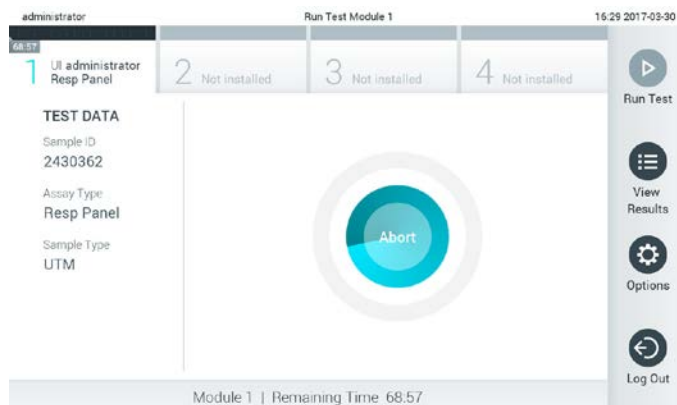 administrator
Run Test Module 1
16:29 2017-03-30
68:57
1 UI administrator
Resp Panel
2 Not installed
3 Not installed
4 Not installed
Run Test
TEST DATA
Sample ID
2430362
Assay Type
Resp Panel
Sample Type
UTM
Abort
View
Results
Options
Log Out
Module 1 | Remaining Time 68:57